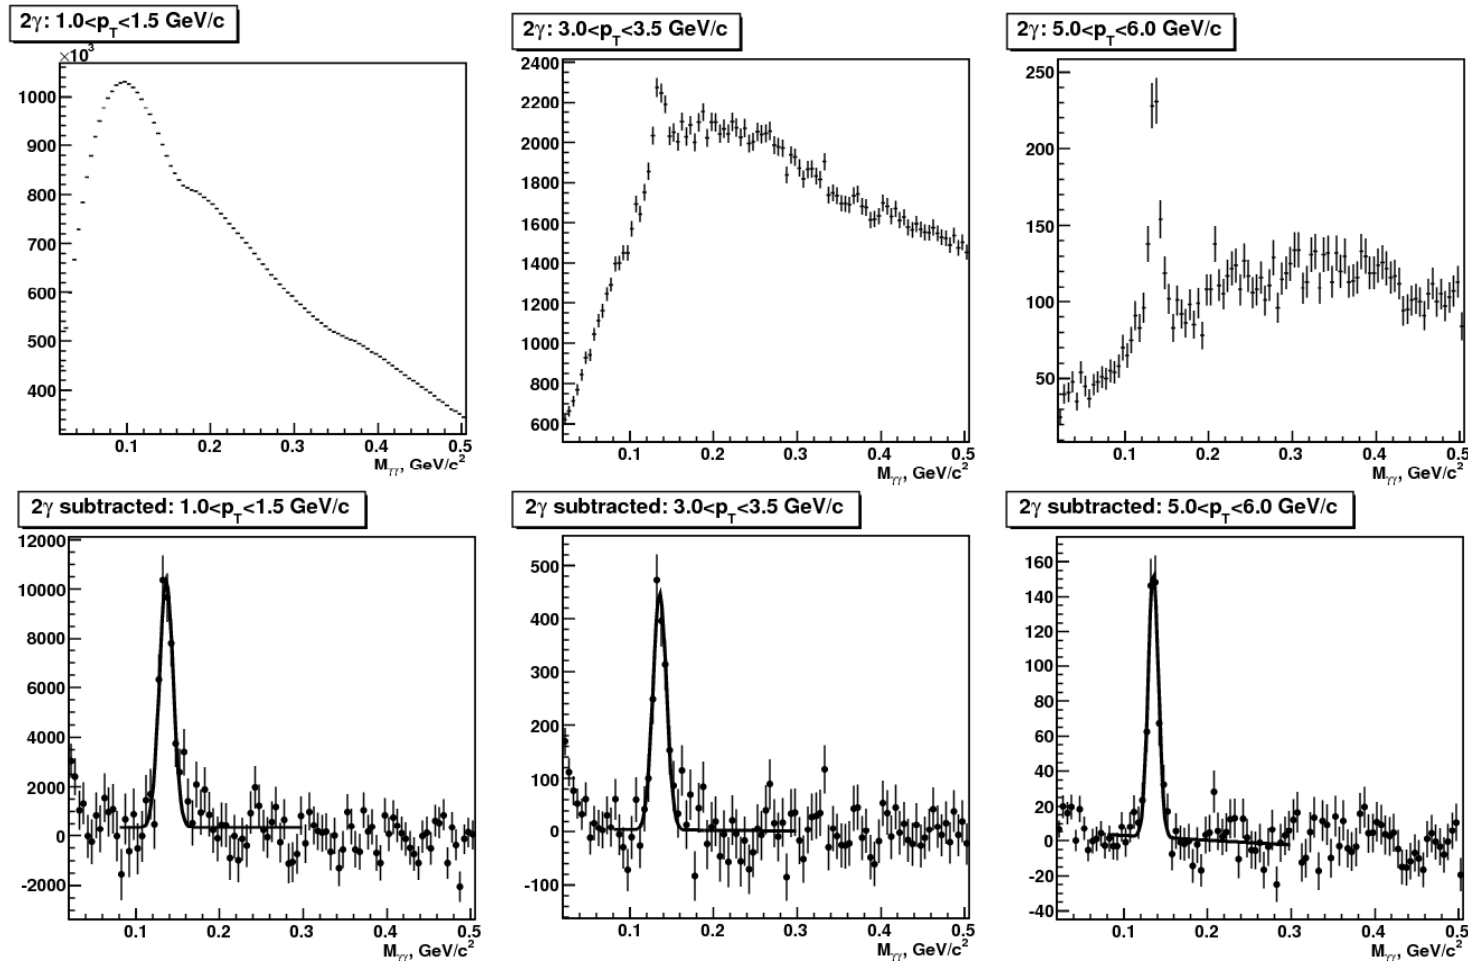 2γ: 1.0<p_T<1.5 GeV/c
×10³
1000
900
800
700
600
500
400
0.1 0.2 0.3 0.4 0.5
M_γγ, GeV/c²
2γ: 3.0<p_T<3.5 GeV/c
2400
2200
2000
1800
1600
1400
1200
1000
800
600
0.1 0.2 0.3 0.4 0.5
M_γγ, GeV/c²
2γ: 5.0<p_T<6.0 GeV/c
250
200
150
100
50
0.1 0.2 0.3 0.4 0.5
M_γγ, GeV/c²
2γ subtracted: 1.0<p_T<1.5 GeV/c
12000
10000
8000
6000
4000
2000
0
-2000
0.1 0.2 0.3 0.4 0.5
M_γγ, GeV/c²
2γ subtracted: 3.0<p_T<3.5 GeV/c
500
400
300
200
100
0
-100
0.1 0.2 0.3 0.4 0.5
M_γγ, GeV/c²
2γ subtracted: 5.0<p_T<6.0 GeV/c
160
140
120
100
80
60
40
20
0
-20
-40
0.1 0.2 0.3 0.4 0.5
M_γγ, GeV/c²